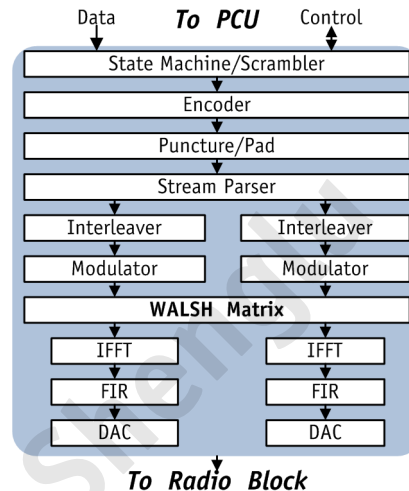 To PCU
Data Control
State Machine/Scrambler
Encoder
Puncture/Pad
Stream Parser
Interleaver Interleaver
Modulator Modulator
WALSH Matrix
IFFT IFFT
FIR FIR
DAC DAC
To Radio Block
Shenglu